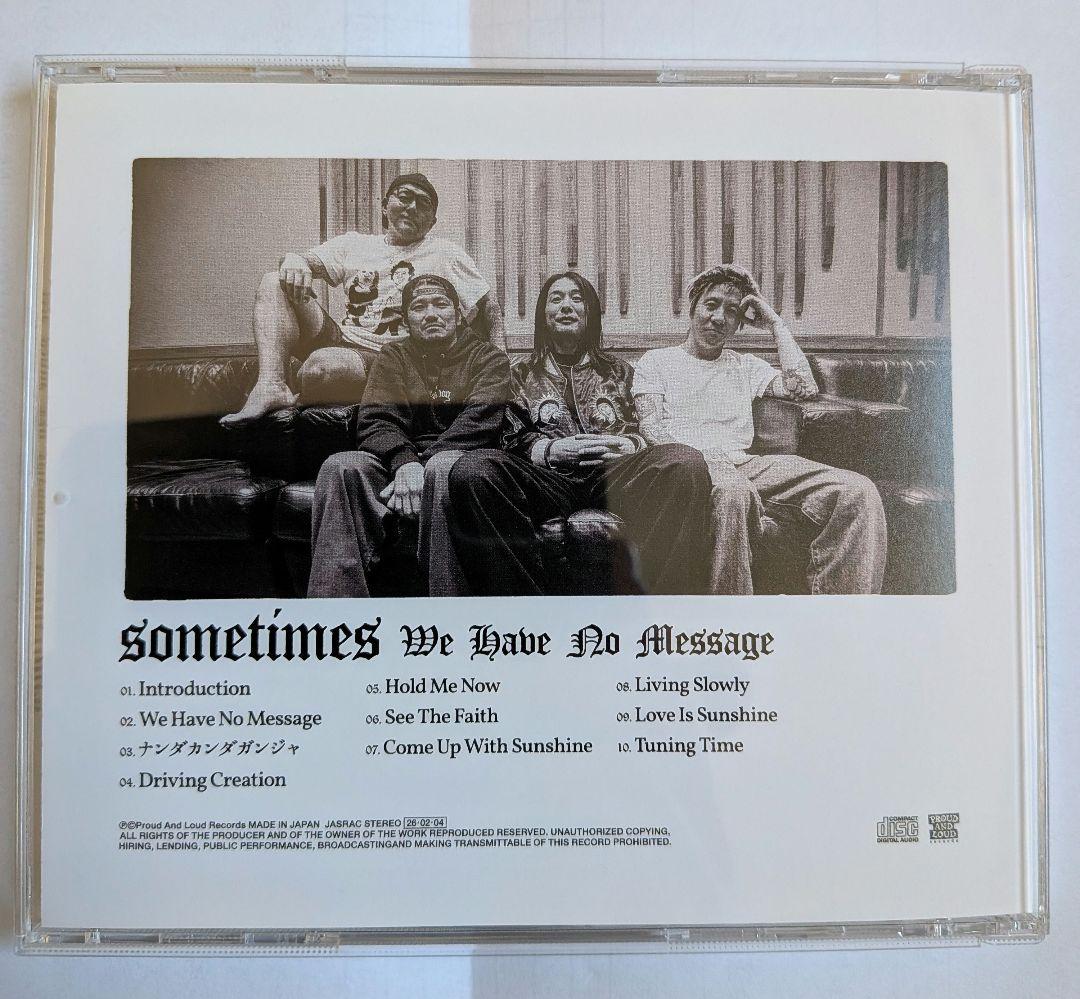 sometimes We Have No Message
01. Introduction
02. We Have No Message
03. ナンダカンダガンジャ
04. Driving Creation
05. Hold Me Now
06. See The Faith
07. Come Up With Sunshine
08. Living Slowly
09. Love Is Sunshine
10. Tuning Time
ⓅⒸProud And Loud Records MADE IN JAPAN JASRAC STEREO 26·02·04
ALL RIGHTS OF THE PRODUCER AND OF THE OWNER OF THE WORK REPRODUCED RESERVED. UNAUTHORIZED COPYING,
HIRING, LENDING, PUBLIC PERFORMANCE, BROADCASTINGAND MAKING TRANSMITTABLE OF THIS RECORD PROHIBITED.
COMPACT
disc
DIGITAL AUDIO
PROUD
AND
LOUD
RECORDS